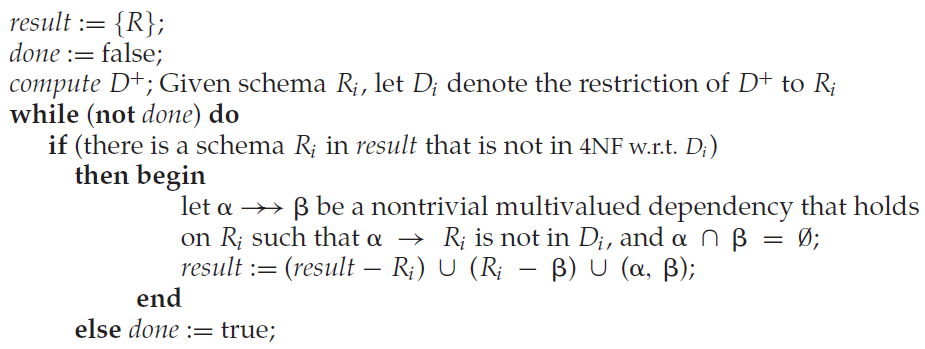 result := {R};
done := false;
compute D+; Given schema Ri, let Di denote the restriction of D+ to Ri
while (not done) do
if (there is a schema Ri in result that is not in 4NF w.r.t. Di)
then begin
let α →→ β be a nontrivial multivalued dependency that holds
on Ri such that α → Ri is not in Di, and α ∩ β = Ø;
result := (result − Ri) ∪ (Ri − β) ∪ (α, β);
end
else done := true;